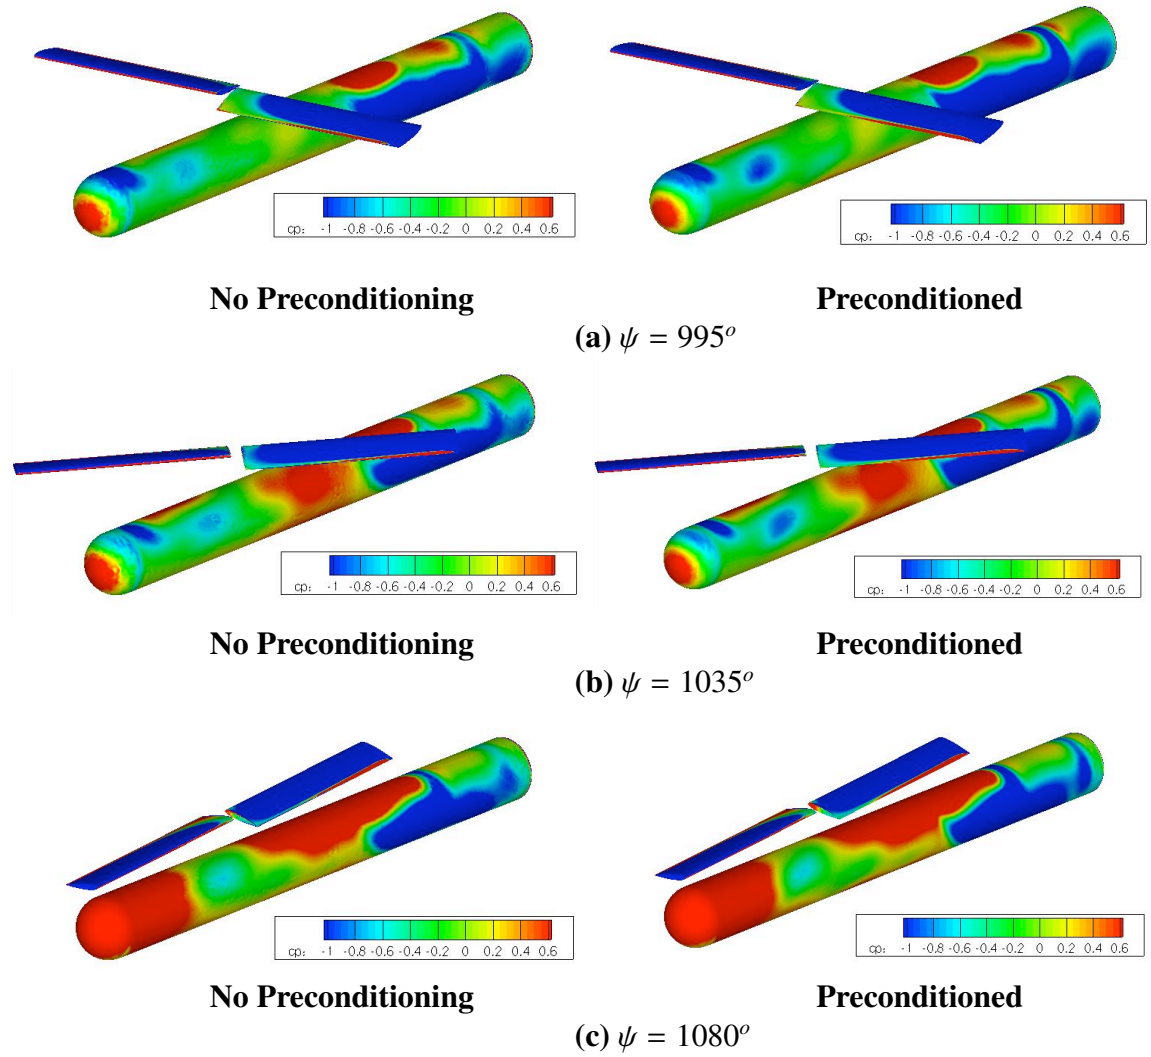 cp: -1 -0.8 -0.6 -0.4 -0.2 0 0.2 0.4 0.6
cp: -1 -0.8 -0.6 -0.4 -0.2 0 0.2 0.4 0.6
No Preconditioning
Preconditioned
(a) ψ = 995°
cp: -1 -0.8 -0.6 -0.4 -0.2 0 0.2 0.4 0.6
cp: -1 -0.8 -0.6 -0.4 -0.2 0 0.2 0.4 0.6
No Preconditioning
Preconditioned
(b) ψ = 1035°
cp: -1 -0.8 -0.6 -0.4 -0.2 0 0.2 0.4 0.6
cp: -1 -0.8 -0.6 -0.4 -0.2 0 0.2 0.4 0.6
No Preconditioning
Preconditioned
(c) ψ = 1080°